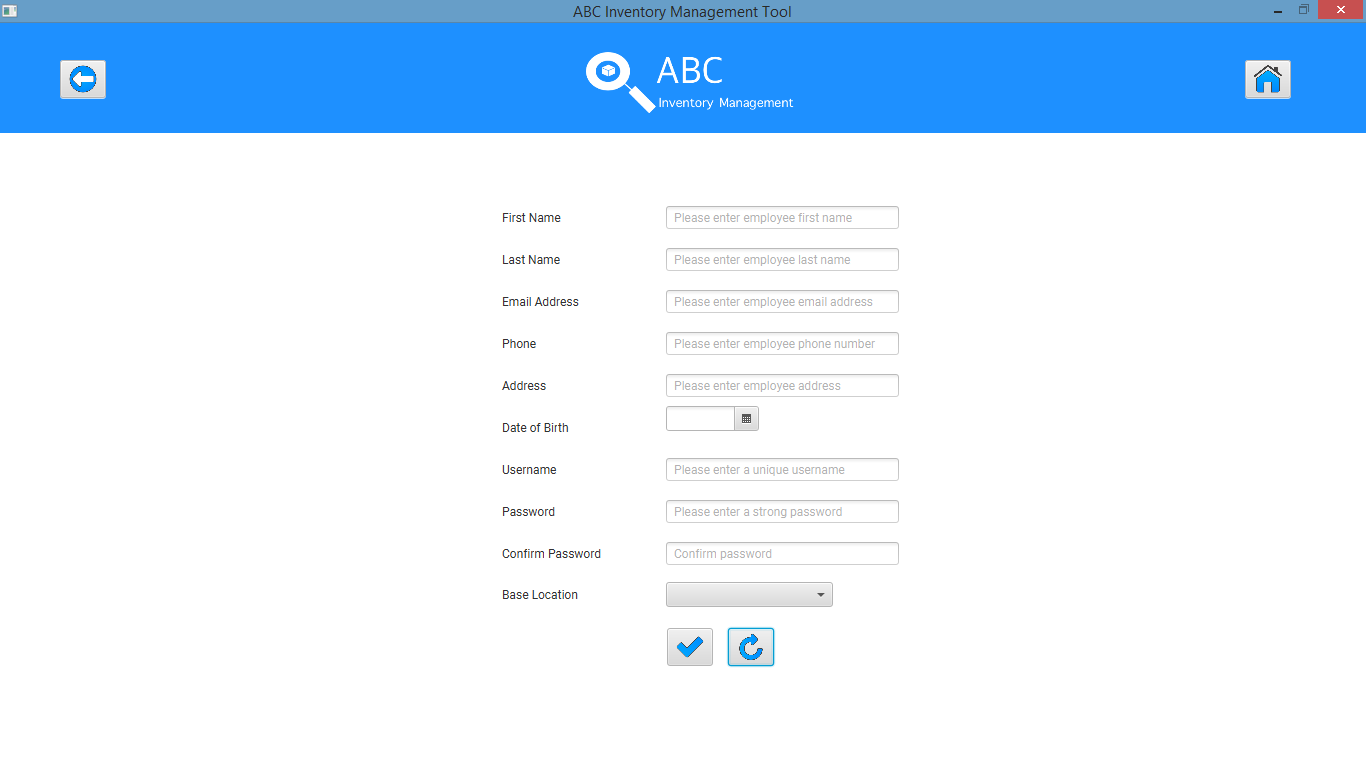 ABC Inventory Management Tool
ABC
Inventory Management
First Name Please enter employee first name
Last Name Please enter employee last name
Email Address Please enter employee email address
Phone Please enter employee phone number
Address Please enter employee address
Date of Birth
Username Please enter a unique username
Password Please enter a strong password
Confirm Password Confirm password
Base Location